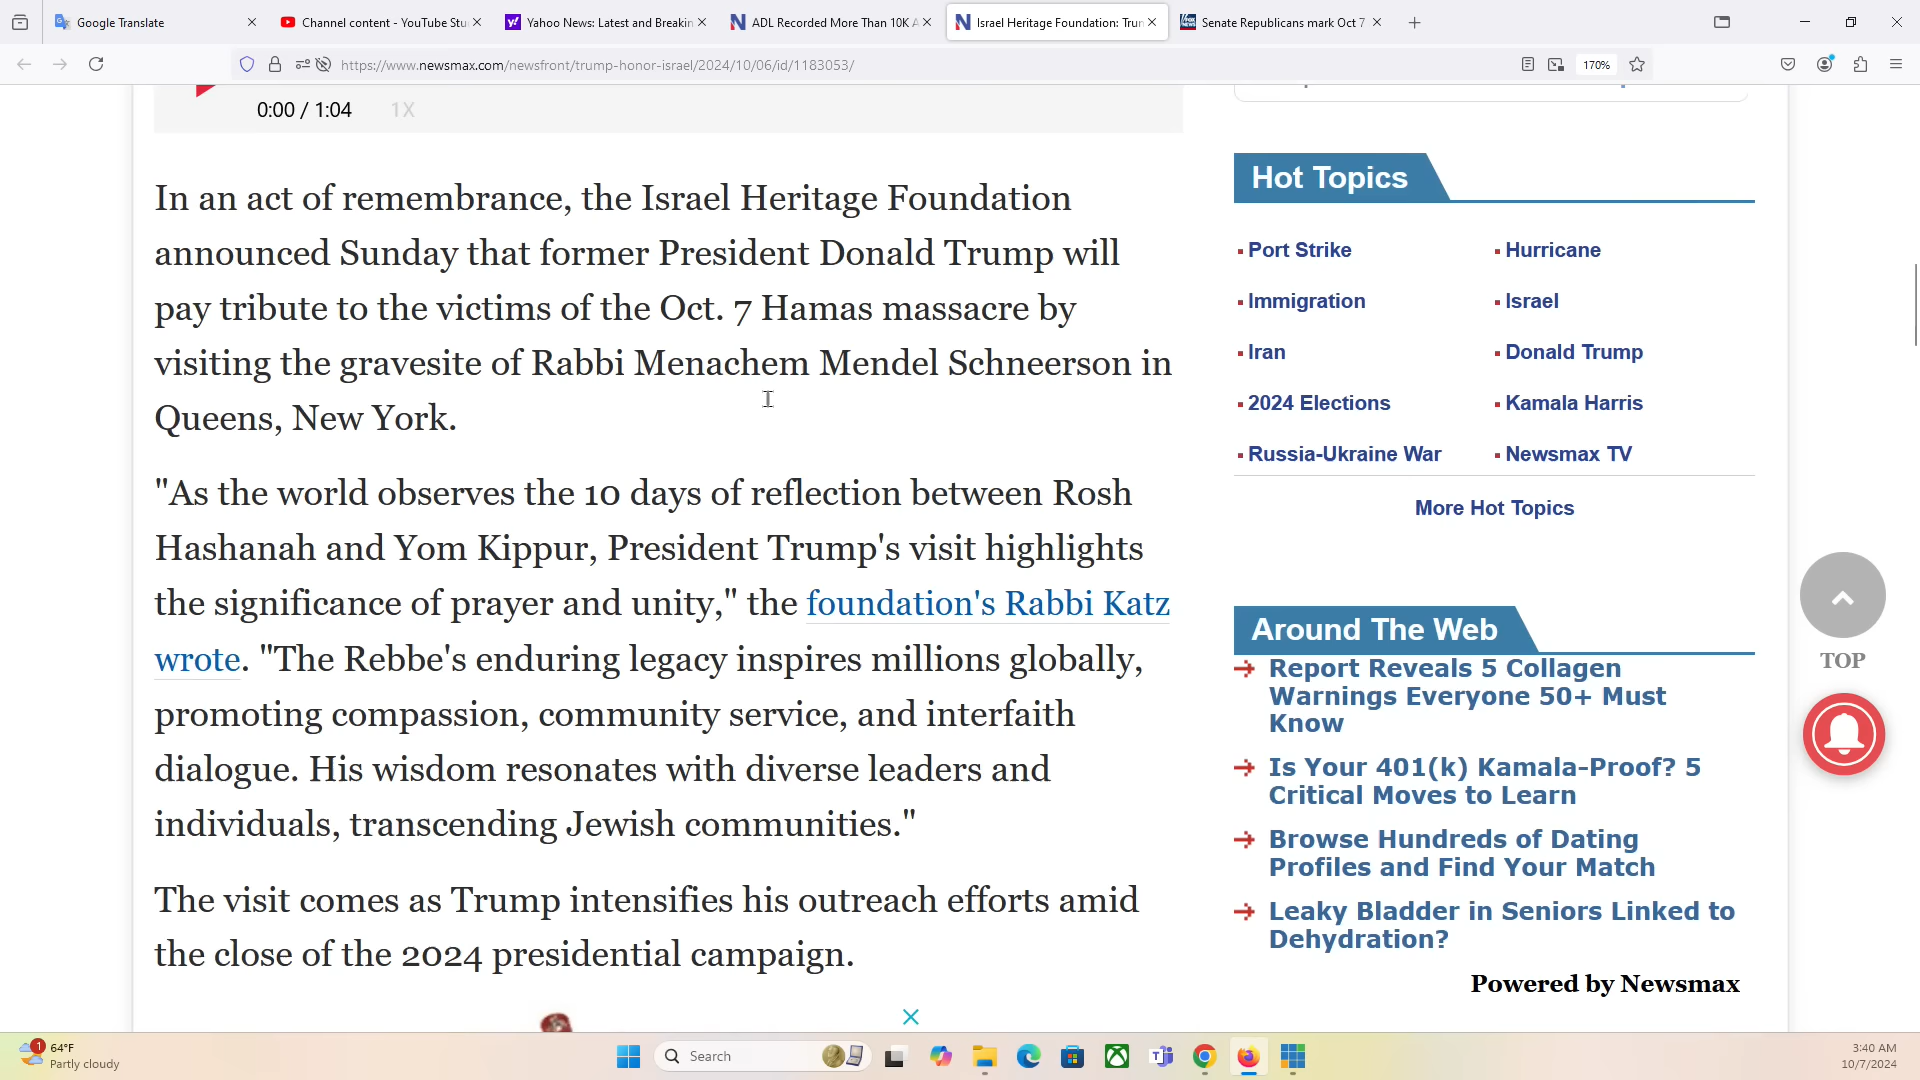 Google Translate
Channel content - YouTube Stu
Yahoo News: Latest and Breakin
ADL Recorded More Than 10K A
Israel Heritage Foundation: Trun
Senate Republicans mark Oct 7
https://www.newsmax.com/newsfront/trump-honor-israel/2024/10/06/id/1183053/
170%
0:00 / 1:04 1X
In an act of remembrance, the Israel Heritage Foundation
announced Sunday that former President Donald Trump will
pay tribute to the victims of the Oct. 7 Hamas massacre by
visiting the gravesite of Rabbi Menachem Mendel Schneerson in
Queens, New York.
"As the world observes the 10 days of reflection between Rosh
Hashanah and Yom Kippur, President Trump's visit highlights
the significance of prayer and unity," the foundation's Rabbi Katz
wrote. "The Rebbe's enduring legacy inspires millions globally,
promoting compassion, community service, and interfaith
dialogue. His wisdom resonates with diverse leaders and
individuals, transcending Jewish communities."
The visit comes as Trump intensifies his outreach efforts amid
the close of the 2024 presidential campaign.
Hot Topics
Port Strike
Hurricane
Immigration
Israel
Iran
Donald Trump
2024 Elections
Kamala Harris
Russia-Ukraine War
Newsmax TV
More Hot Topics
Around The Web
Report Reveals 5 Collagen
Warnings Everyone 50+ Must
Know
Is Your 401(k) Kamala-Proof? 5
Critical Moves to Learn
Browse Hundreds of Dating
Profiles and Find Your Match
Leaky Bladder in Seniors Linked to
Dehydration?
Powered by Newsmax
TOP
1
64°F
Partly cloudy
Search
3:40 AM
10/7/2024